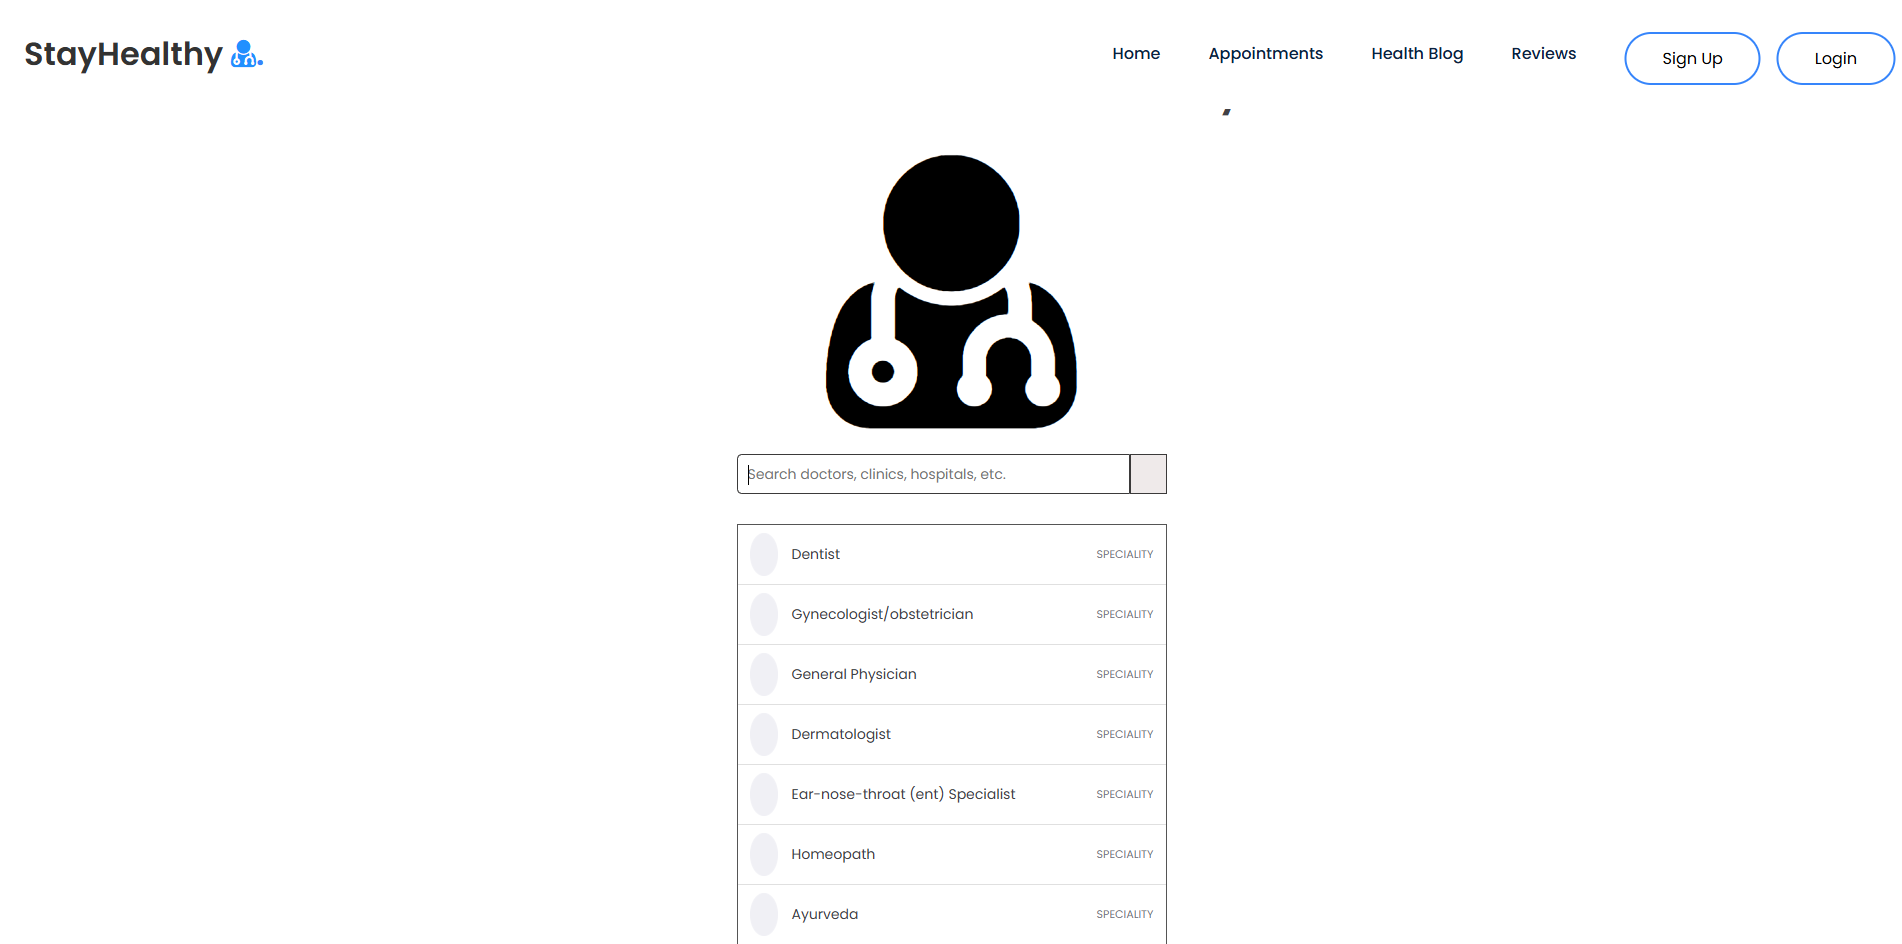 StayHealthy
Home Appointments Health Blog Reviews Sign Up Login
Search doctors, clinics, hospitals, etc.
Dentist SPECIALITY
Gynecologist/obstetrician SPECIALITY
General Physician SPECIALITY
Dermatologist SPECIALITY
Ear-nose-throat (ent) Specialist SPECIALITY
Homeopath SPECIALITY
Ayurveda SPECIALITY